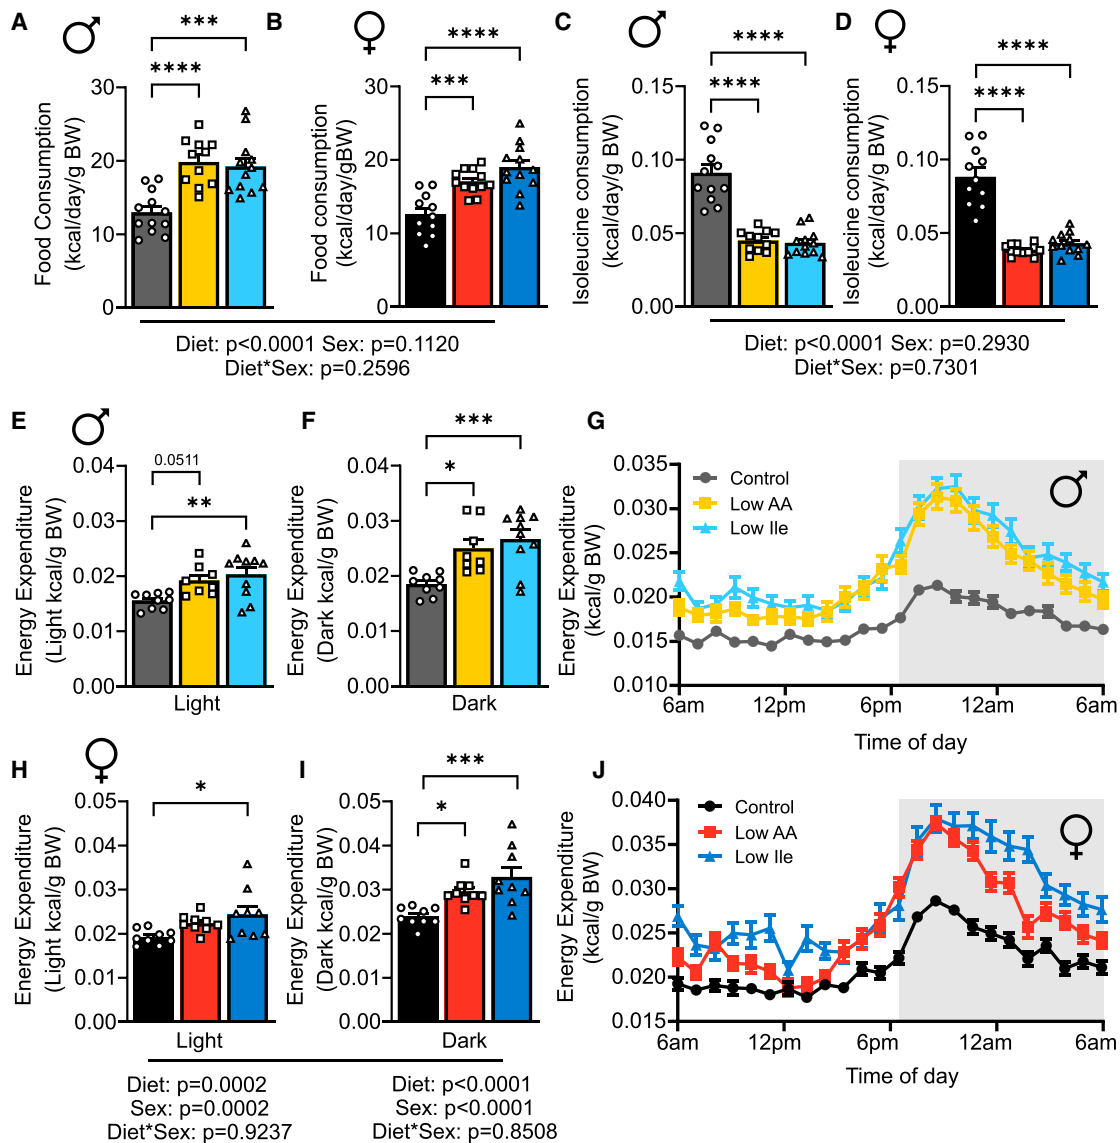 A ♂ *** B ♀ **** C ♂ **** D ♀ ****
**** *** **** ****
Food Consumption
(kcal/day/g BW)
30
20
10
0
Food consumption
(kcal/day/gBW)
30
20
10
0
Isoleucine consumption
(kcal/day/g BW)
0.15
0.10
0.05
0.00
Isoleucine consumption
(kcal/day/g BW)
0.15
0.10
0.05
0.00
Diet: p<0.0001 Sex: p=0.1120
Diet*Sex: p=0.2596
Diet: p<0.0001 Sex: p=0.2930
Diet*Sex: p=0.7301
E ♂
0.0511
**
Energy Expenditure
(Light kcal/g BW)
0.04
0.03
0.02
0.01
0.00
Light
F
***
*
Energy Expenditure
(Dark kcal/g BW)
0.04
0.03
0.02
0.01
0.00
Dark
G ♂
Energy Expenditure
(kcal/g BW)
0.035
0.030
0.025
0.020
0.015
0.010
Control
Low AA
Low Ile
6am 12pm 6pm 12am 6am
Time of day
H ♀
*
Energy Expenditure
(Light kcal/g BW)
0.05
0.04
0.03
0.02
0.01
0.00
Light
I
***
*
Energy Expenditure
(Dark kcal/g BW)
0.05
0.04
0.03
0.02
0.01
0.00
Dark
J ♀
Energy Expenditure
(kcal/g BW)
0.040
0.035
0.030
0.025
0.020
0.015
Control
Low AA
Low Ile
6am 12pm 6pm 12am 6am
Time of day
Diet: p=0.0002
Sex: p=0.0002
Diet*Sex: p=0.9237
Diet: p<0.0001
Sex: p<0.0001
Diet*Sex: p=0.8508